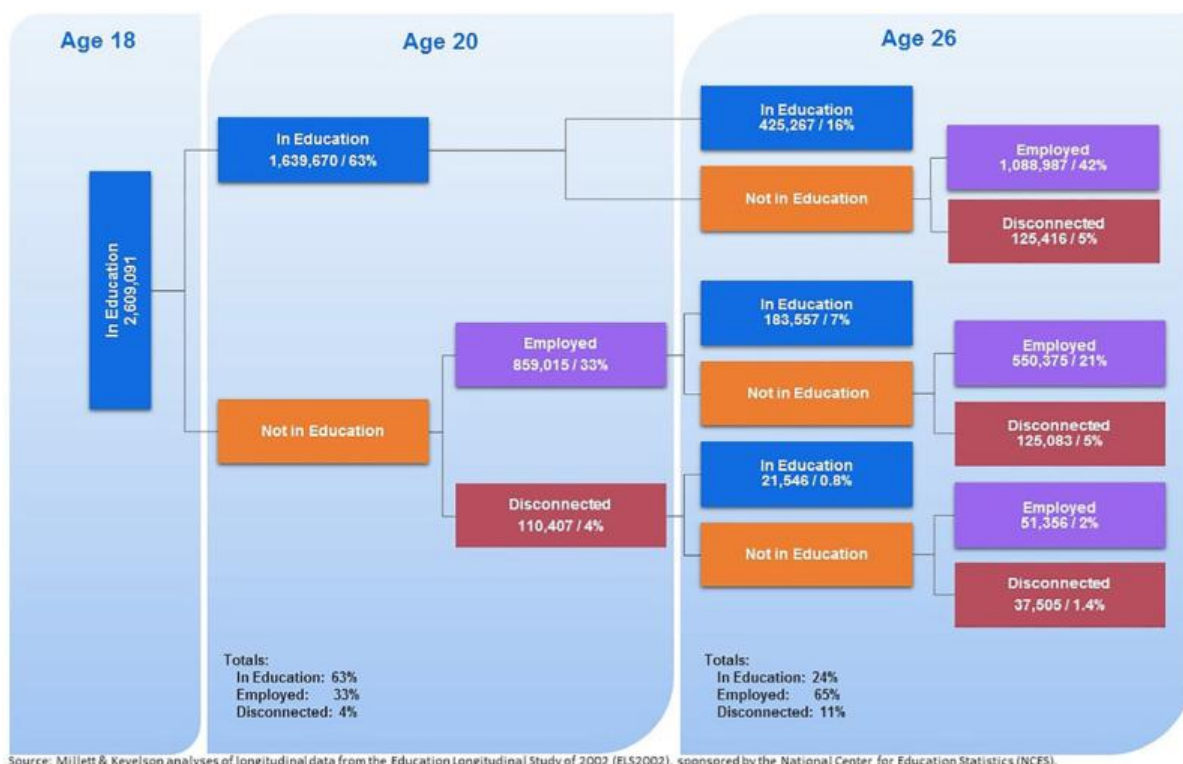 Age 18
Age 20
Age 26
In Education
2,609,091
In Education
1,639,670 / 63%
Not in Education
Employed
859,015 / 33%
Disconnected
110,407 / 4%
In Education
425,267 / 16%
Not in Education
Employed
1,088,987 / 42%
Disconnected
125,416 / 5%
In Education
183,557 / 7%
Not in Education
Employed
550,375 / 21%
Disconnected
125,083 / 5%
In Education
21,546 / 0.8%
Not in Education
Employed
51,356 / 2%
Disconnected
37,505 / 1.4%
Totals:
In Education: 63%
Employed: 33%
Disconnected: 4%
Totals:
In Education: 24%
Employed: 65%
Disconnected: 11%
Source: Millett & Kevelson analyses of longitudinal data from the Education Longitudinal Study of 2002 (ELS2002), sponsored by the National Center for Education Statistics (NCES).